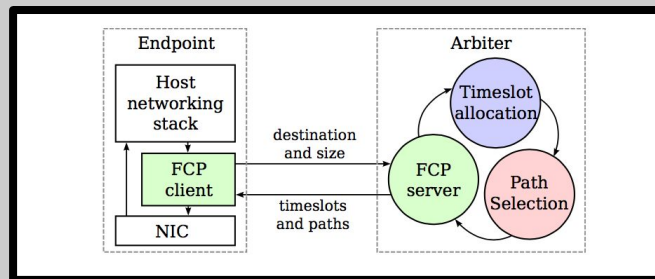 Endpoint
Host
networking
stack
FCP
client
NIC
destination
and size
timeslots
and paths
Arbiter
Timeslot
allocation
FCP
server
Path
Selection